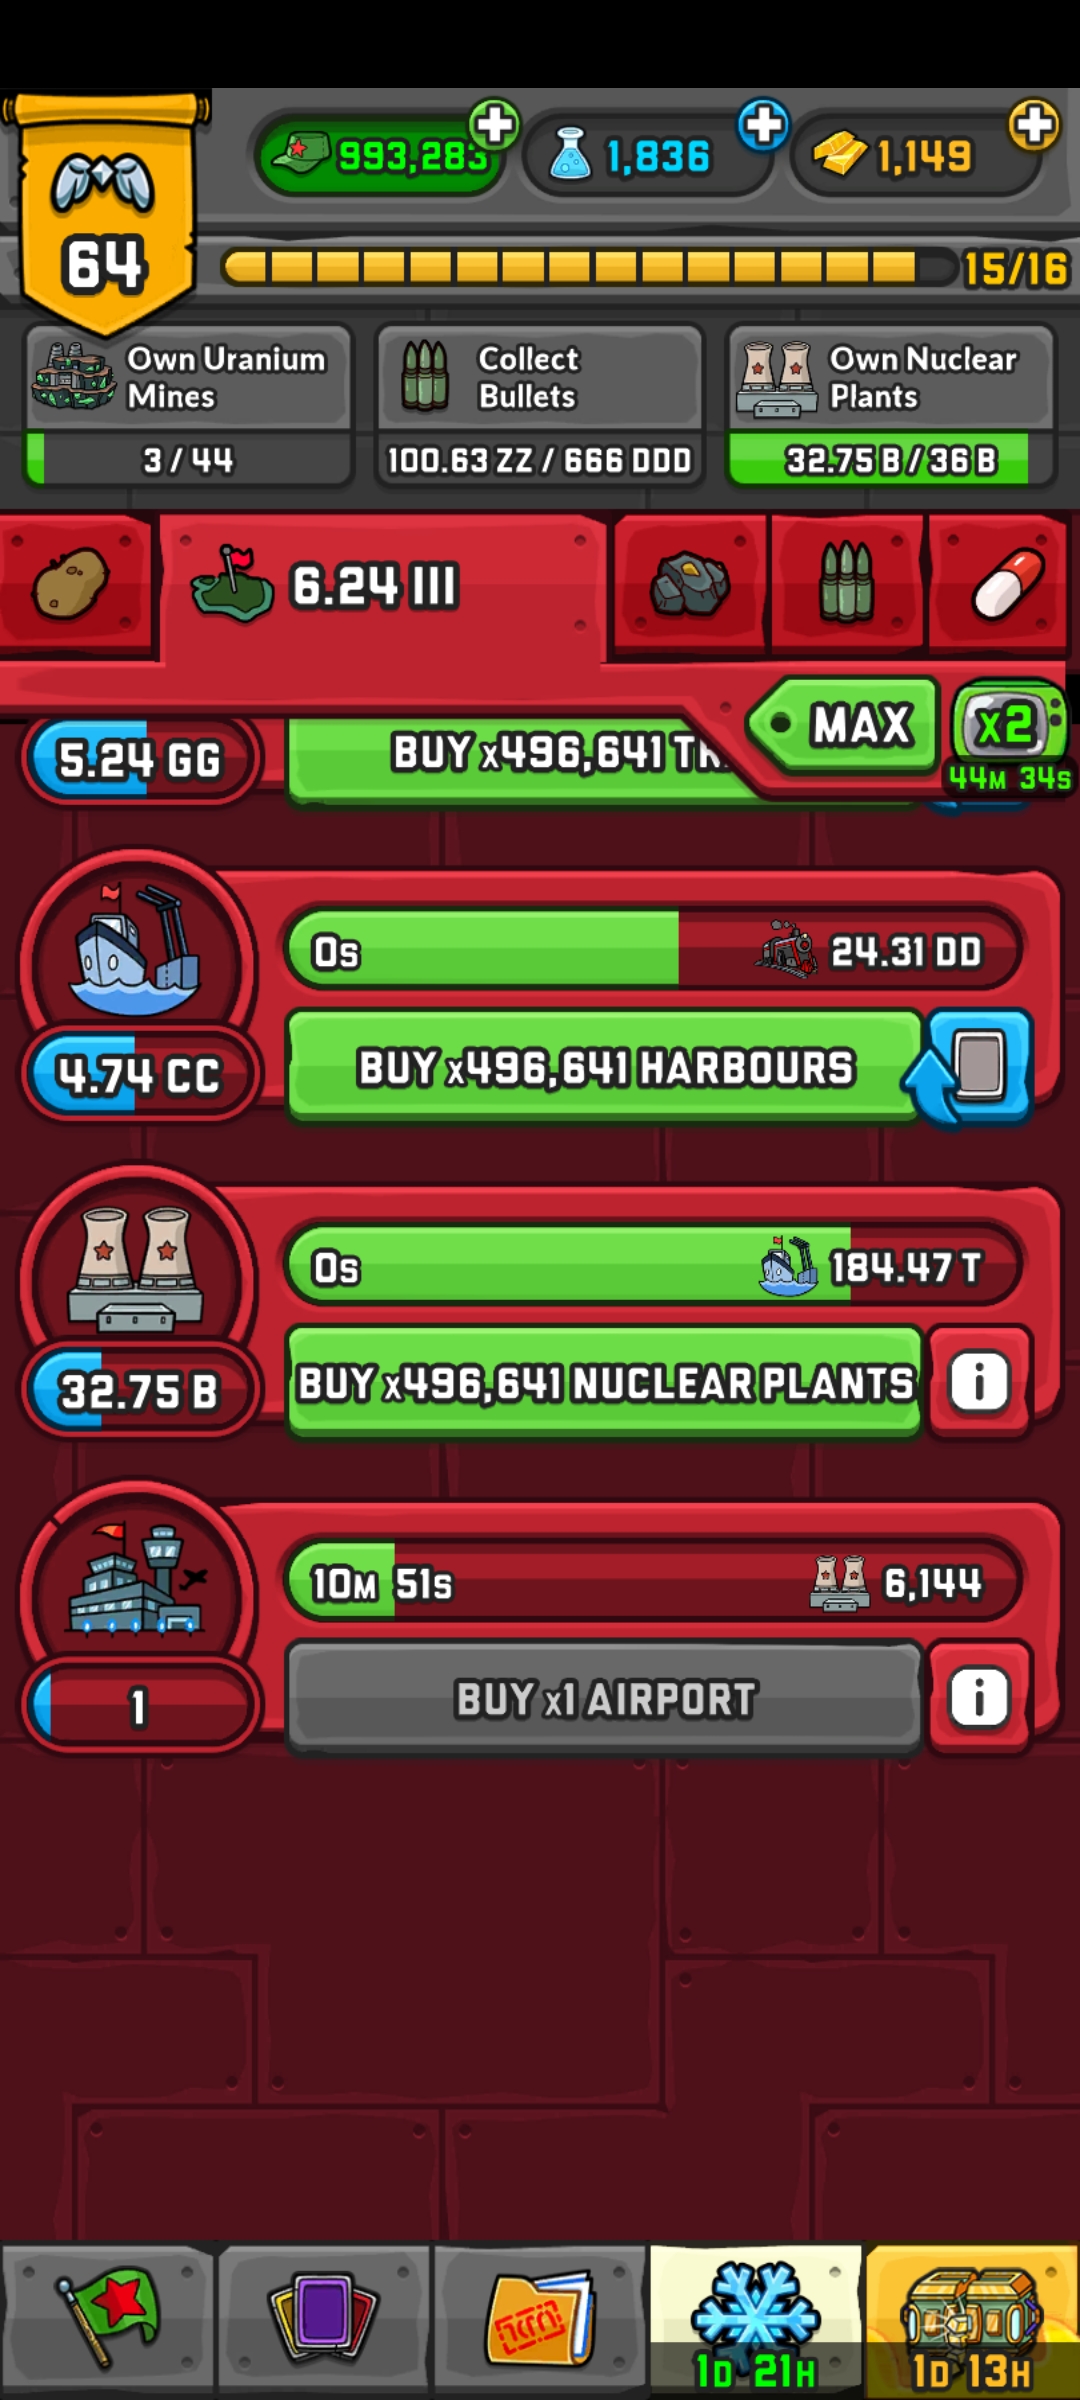 993,283
1,836
1,149
64
15/16
Own Uranium
Mines
3 / 44
Collect
Bullets
100.63 ZZ / 666 DDD
Own Nuclear
Plants
32.75 B / 36 B
6.24 III
MAX
x2
44M 34S
5.24 GG
BUY x496,641
0s
24.31 DD
4.74 CC
BUY x496,641 HARBOURS
0s
184.47 T
32.75 B
BUY x496,641 NUCLEAR PLANTS
i
10M 51S
6,144
1
BUY x1 AIRPORT
i
1D 21H
1D 13H